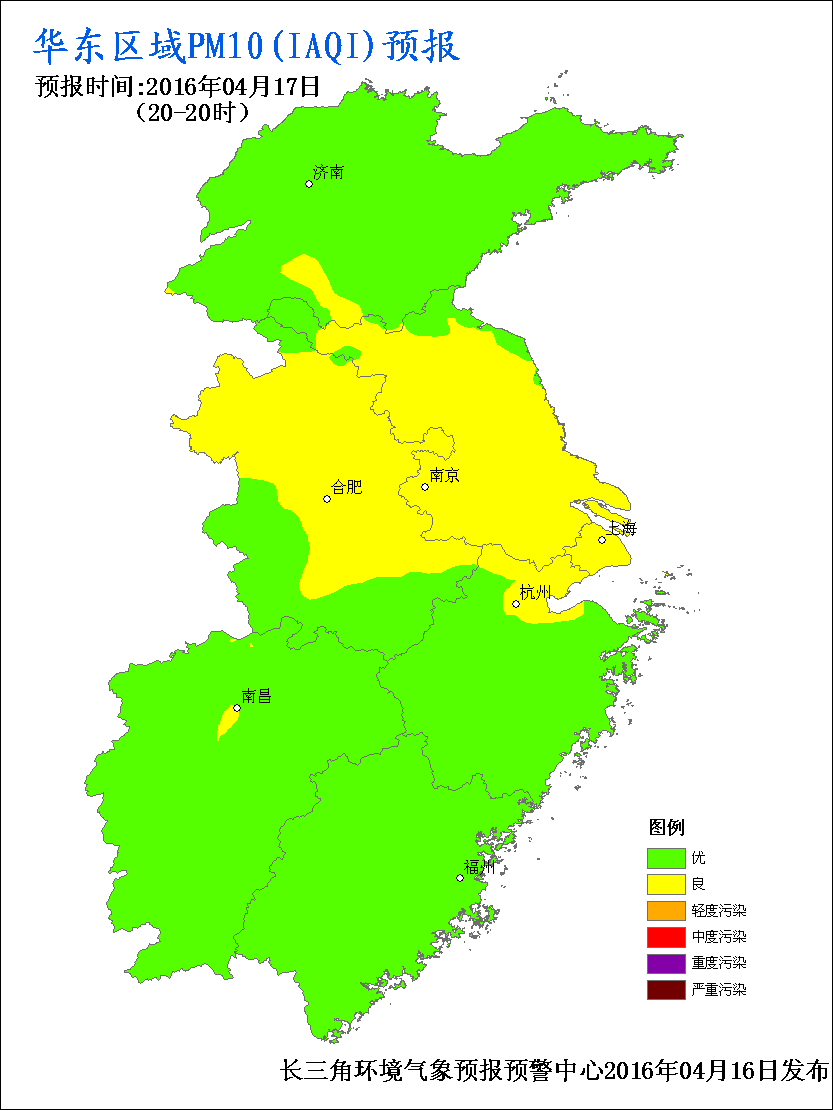 华东区域PM10(IAQI)预报
预报时间:2016年04月17日
（20-20时）
济南
合肥
南京
上海
杭州
南昌
福州
图例
优
良
轻度污染
中度污染
重度污染
严重污染
长三角环境气象预报预警中心2016年04月16日发布